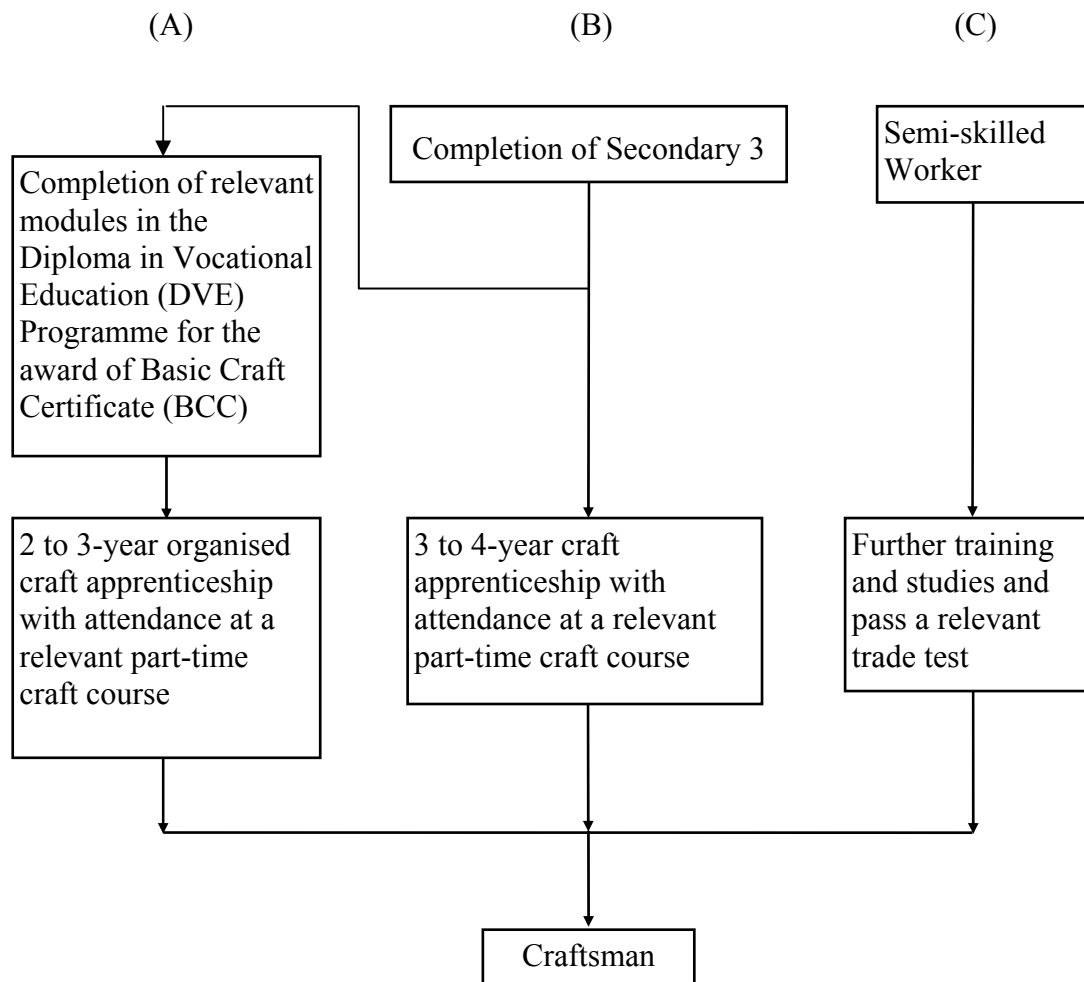 (A)
(B)
(C)
Completion of Secondary 3
Semi-skilled
Worker
Completion of relevant
modules in the
Diploma in Vocational
Education (DVE)
Programme for the
award of Basic Craft
Certificate (BCC)
2 to 3-year organised
craft apprenticeship
with attendance at a
relevant part-time
craft course
3 to 4-year craft
apprenticeship with
attendance at a relevant
part-time craft course
Further training
and studies and
pass a relevant
trade test
Craftsman